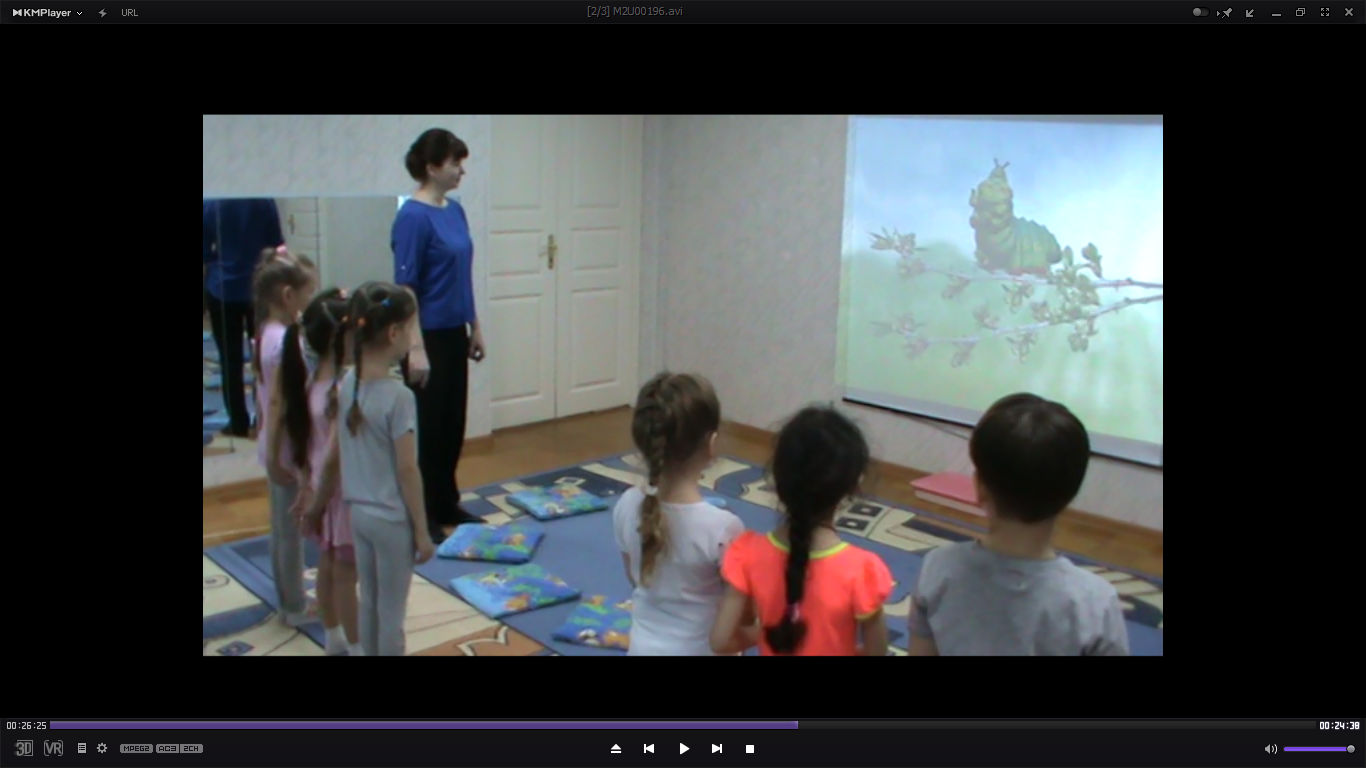 KMPlayer URL [2/3] M2U00196.avi
00:26:25 00:24:38
3D VR MPEG2 AC3 2CH